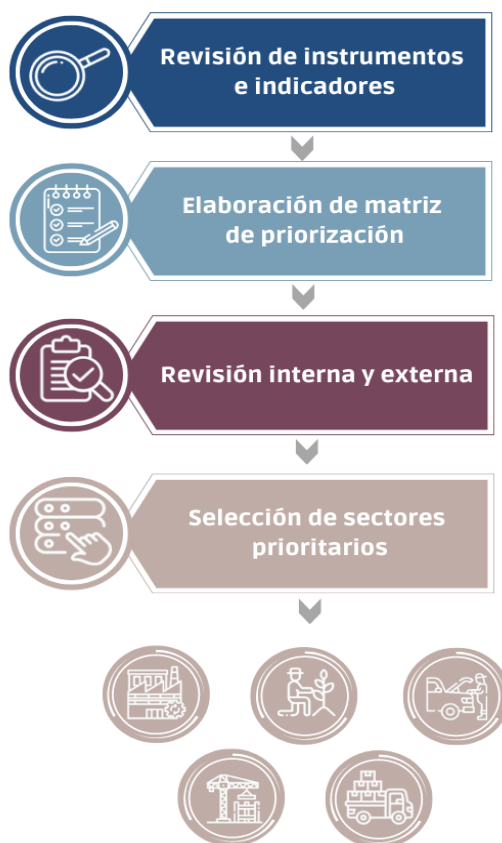 Revisión de instrumentos
e indicadores
Elaboración de matriz
de priorización
Revisión interna y externa
Selección de sectores
prioritarios